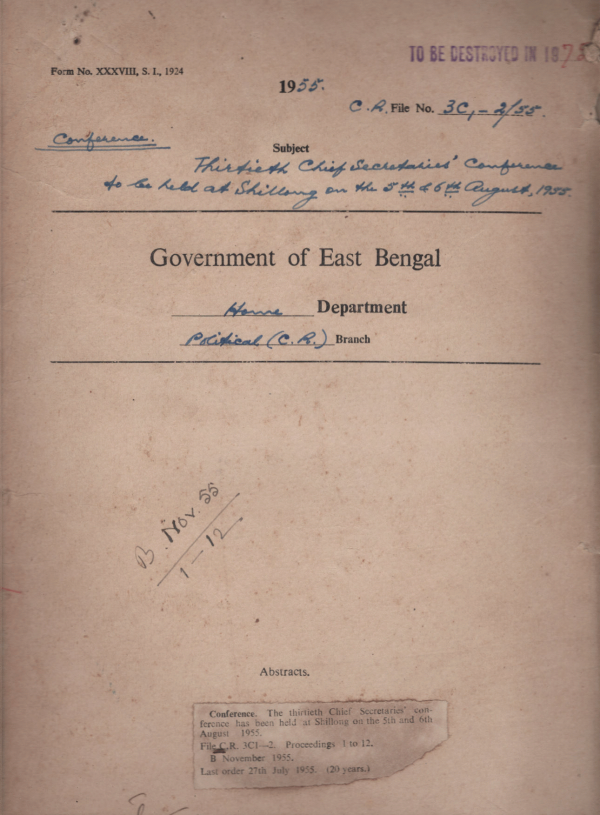 TO BE DESTROYED IN 197
Form No. XXXVIII, S. I., 1924
1955.
C. R. File No. 3C1-2/55.
Conference.
Subject
Thirtieth Chief Secretaries' Conference
to be held at Shillong on the 5th & 6th August, 1955.
Government of East Bengal
Home Department
Political (C. R.) Branch
B. Nov. 55
1-12
Abstracts.
Conference. The thirtieth Chief Secretaries' con-
ference has been held at Shillong on the 5th and 6th
August 1955.
File C.R. 3C1—2. Proceedings 1 to 12.
B November 1955.
Last order 27th July 1955. (20 years.)